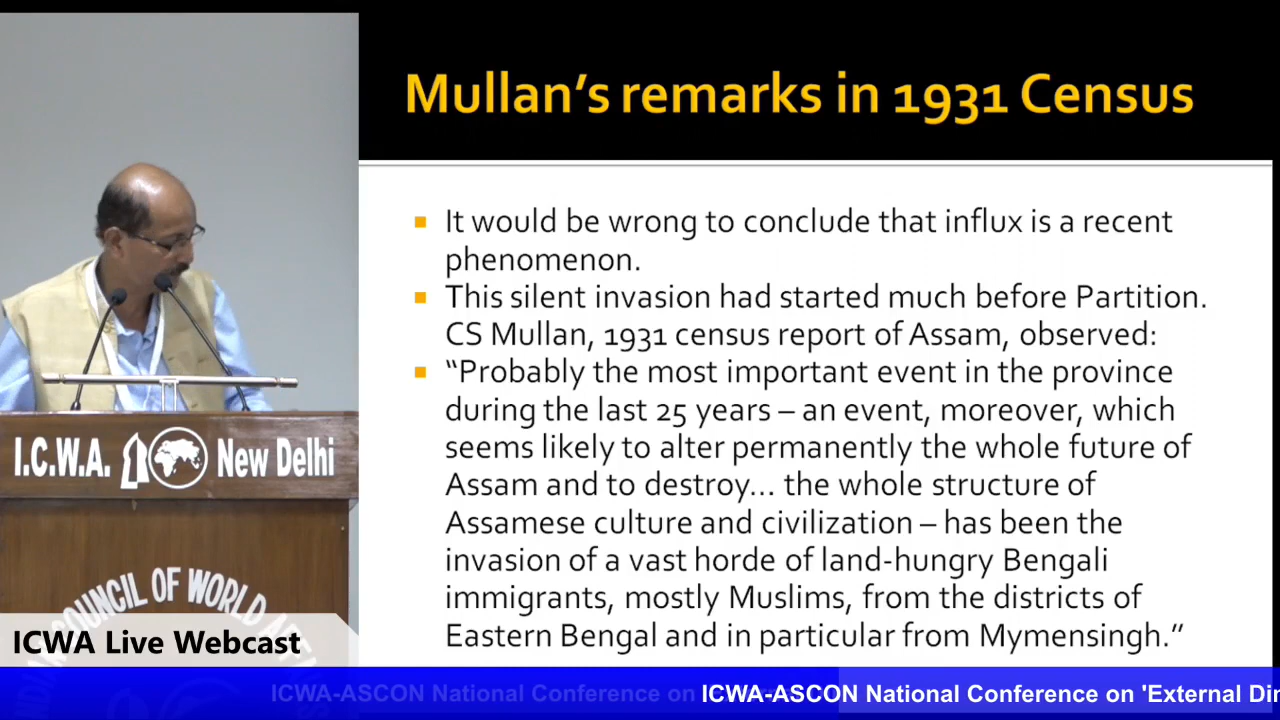 Mullan's remarks in 1931 Census
It would be wrong to conclude that influx is a recent
phenomenon.
This silent invasion had started much before Partition.
CS Mullan, 1931 census report of Assam, observed:
“Probably the most important event in the province
during the last 25 years – an event, moreover, which
seems likely to alter permanently the whole future of
Assam and to destroy... the whole structure of
Assamese culture and civilization – has been the
invasion of a vast horde of land-hungry Bengali
immigrants, mostly Muslims, from the districts of
Eastern Bengal and in particular from Mymensingh.”
I.C.W.A. New Delhi
COUNCIL OF WORLD
ICWA Live Webcast
ICWA-ASCON National Conference on
ICWA-ASCON National Conference on 'External